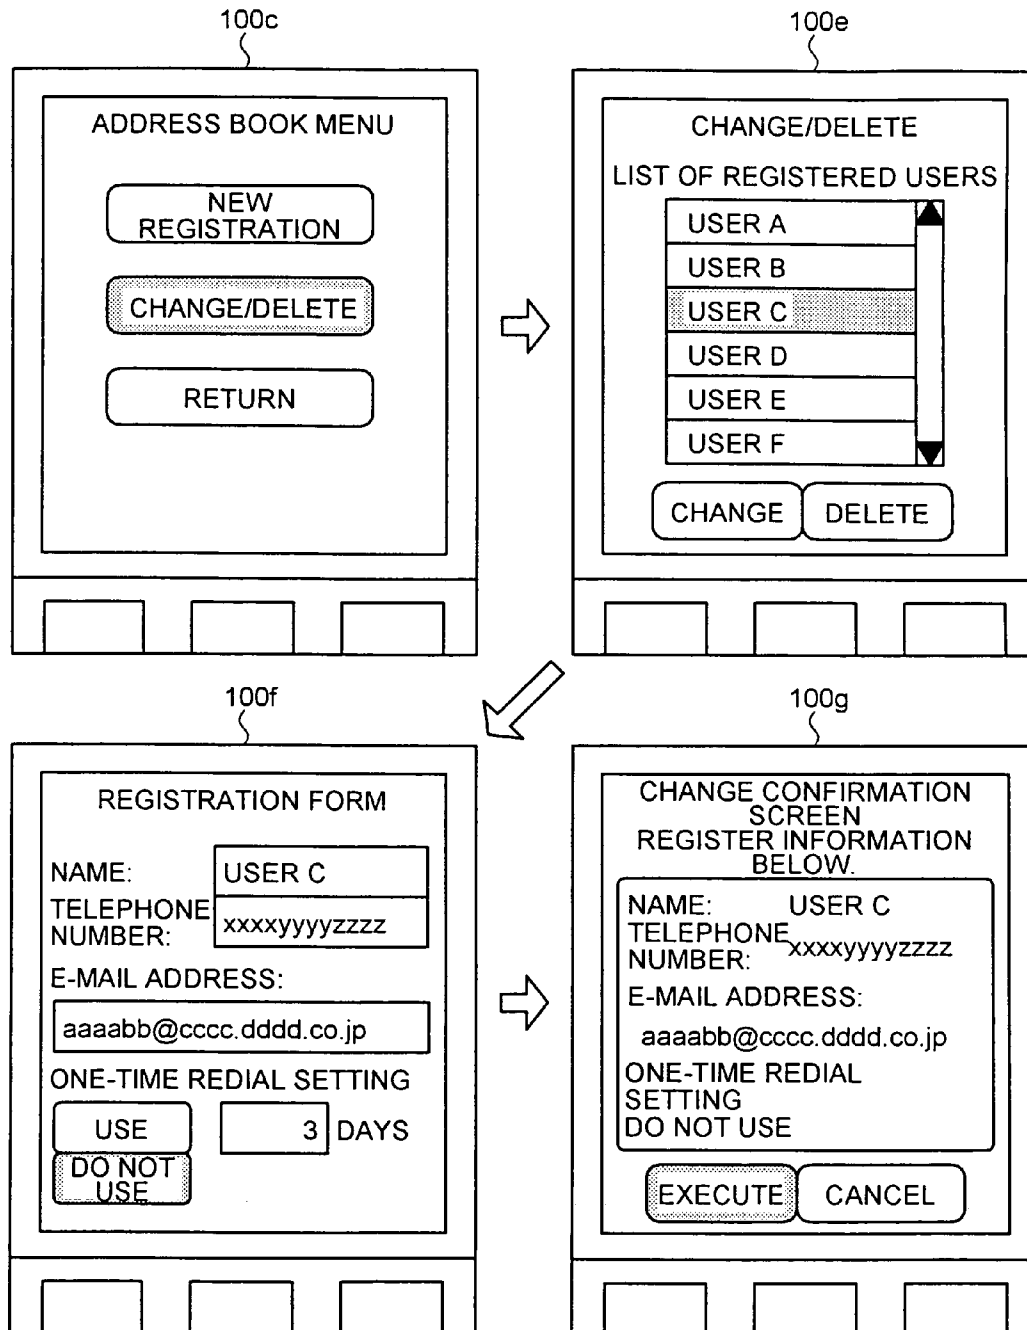 100c
ADDRESS BOOK MENU
NEW
REGISTRATION
CHANGE/DELETE
RETURN
100e
CHANGE/DELETE
LIST OF REGISTERED USERS
USER A
USER B
USER C
USER D
USER E
USER F
CHANGE
DELETE
100f
REGISTRATION FORM
NAME: USER C
TELEPHONE
NUMBER: xxxxyyyyzzzz
E-MAIL ADDRESS:
aaaabb@cccc.dddd.co.jp
ONE-TIME REDIAL SETTING
USE 3 DAYS
DO NOT
USE
100g
CHANGE CONFIRMATION
SCREEN
REGISTER INFORMATION
BELOW.
NAME: USER C
TELEPHONE
NUMBER: xxxxyyyyzzzz
E-MAIL ADDRESS:
aaaabb@cccc.dddd.co.jp
ONE-TIME REDIAL
SETTING
DO NOT USE
EXECUTE
CANCEL